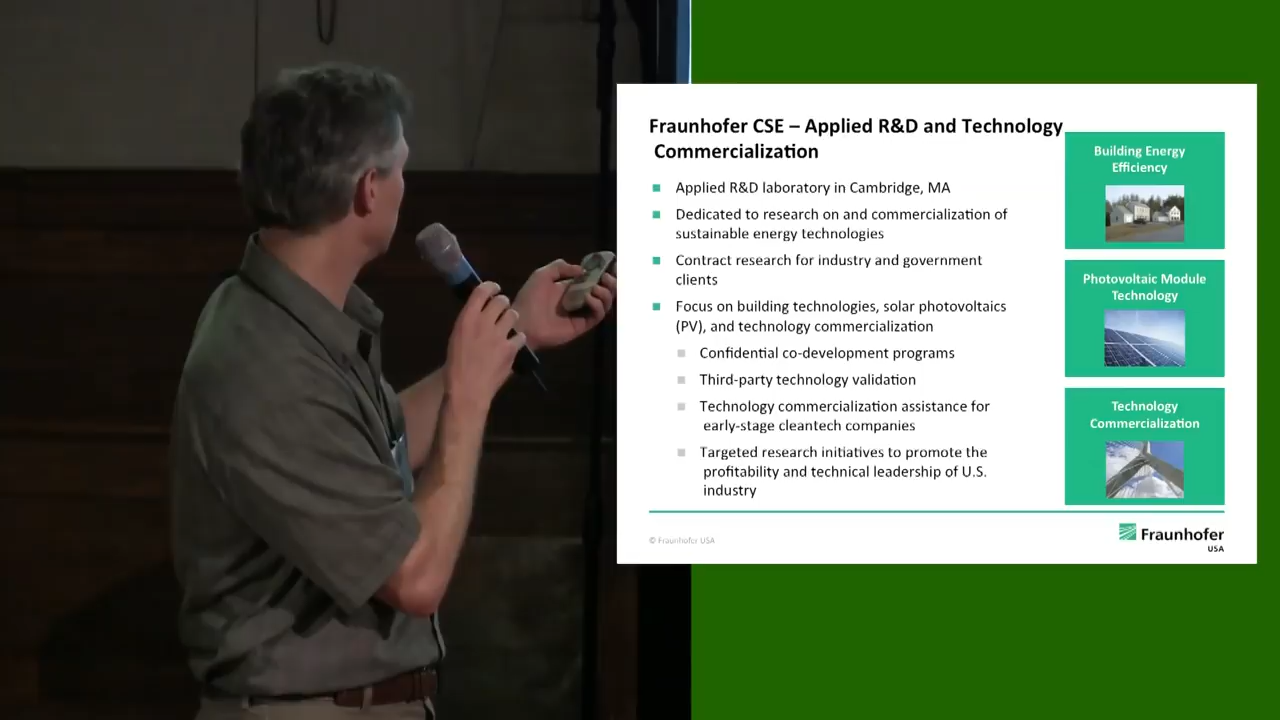 Fraunhofer CSE – Applied R&D and Technology
Commercialization
■ Applied R&D laboratory in Cambridge, MA
■ Dedicated to research on and commercialization of
sustainable energy technologies
■ Contract research for industry and government
clients
■ Focus on building technologies, solar photovoltaics
(PV), and technology commercialization
■ Confidential co-development programs
■ Third-party technology validation
■ Technology commercialization assistance for
early-stage cleantech companies
■ Targeted research initiatives to promote the
profitability and technical leadership of U.S.
industry
Building Energy
Efficiency
Photovoltaic Module
Technology
Technology
Commercialization
© Fraunhofer USA
Fraunhofer
USA